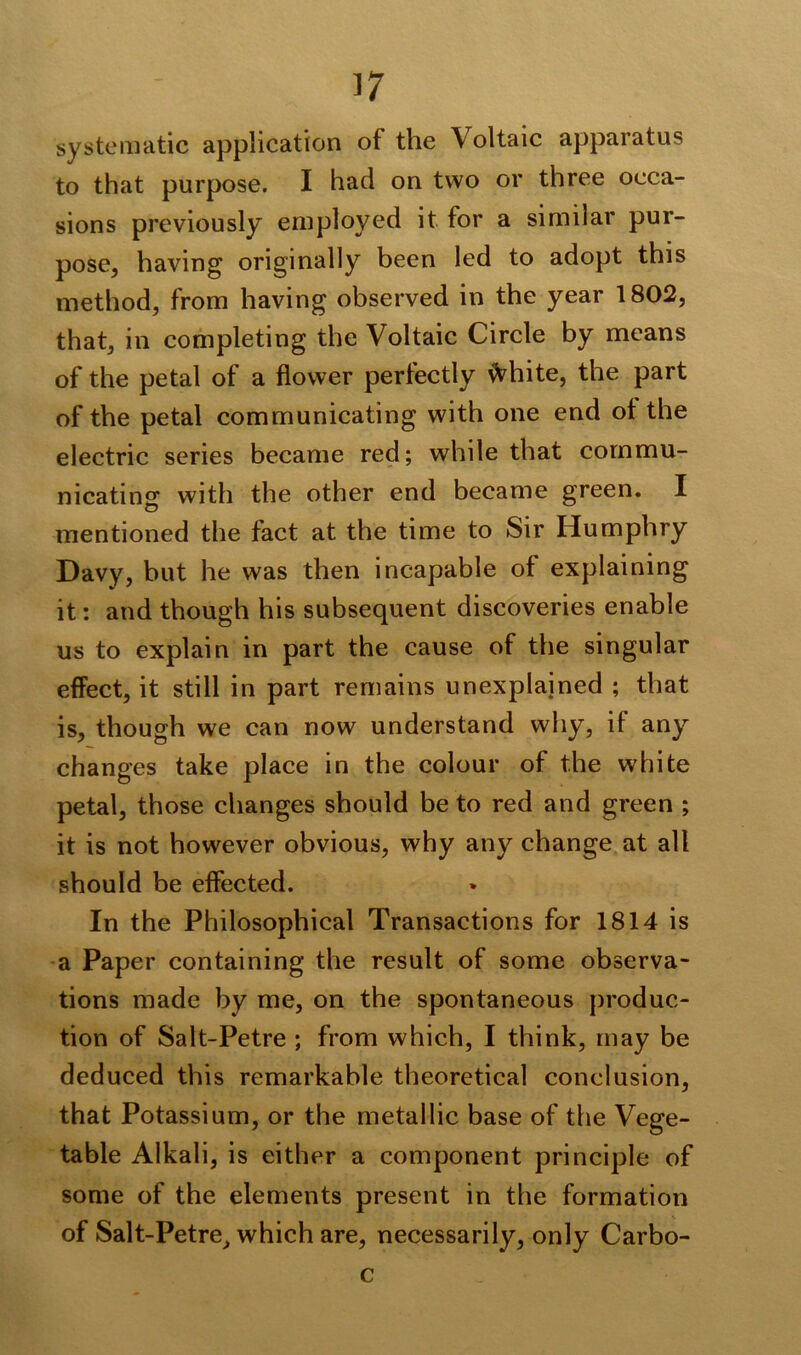 17
systematic application of the Voltaic apparatus
to that purpose. I had on two or three occa-
sions previously employed it for a similar pur-
pose, having originally been led to adopt this
method, from having observed in the year 1802,
that, in completing the Voltaic Circle by means
of the petal of a flower perfectly white, the part
of the petal communicating with one end of the
electric series became red; while that commu-
nicating with the other end became green. I
mentioned the fact at the time to Sir Humphry
Davy, but he was then incapable of explaining
it: and though his subsequent discoveries enable
us to explain in part the cause of the singular
effect, it still in part remains unexplained ; that
is, though we can now understand why, if any
changes take place in the colour of the white
petal, those changes should be to red and green ;
it is not however obvious, why any change at all
should be effected.
In the Philosophical Transactions for 1814 is
a Paper containing the result of some observa-
tions made by me, on the spontaneous produc-
tion of Salt-Petre ; from which, I think, may be
deduced this remarkable theoretical conclusion,
that Potassium, or the metallic base of the Vege-
table Alkali, is either a component principle of
some of the elements present in the formation
of Salt-Petre, which are, necessarily, only Carbo-
C